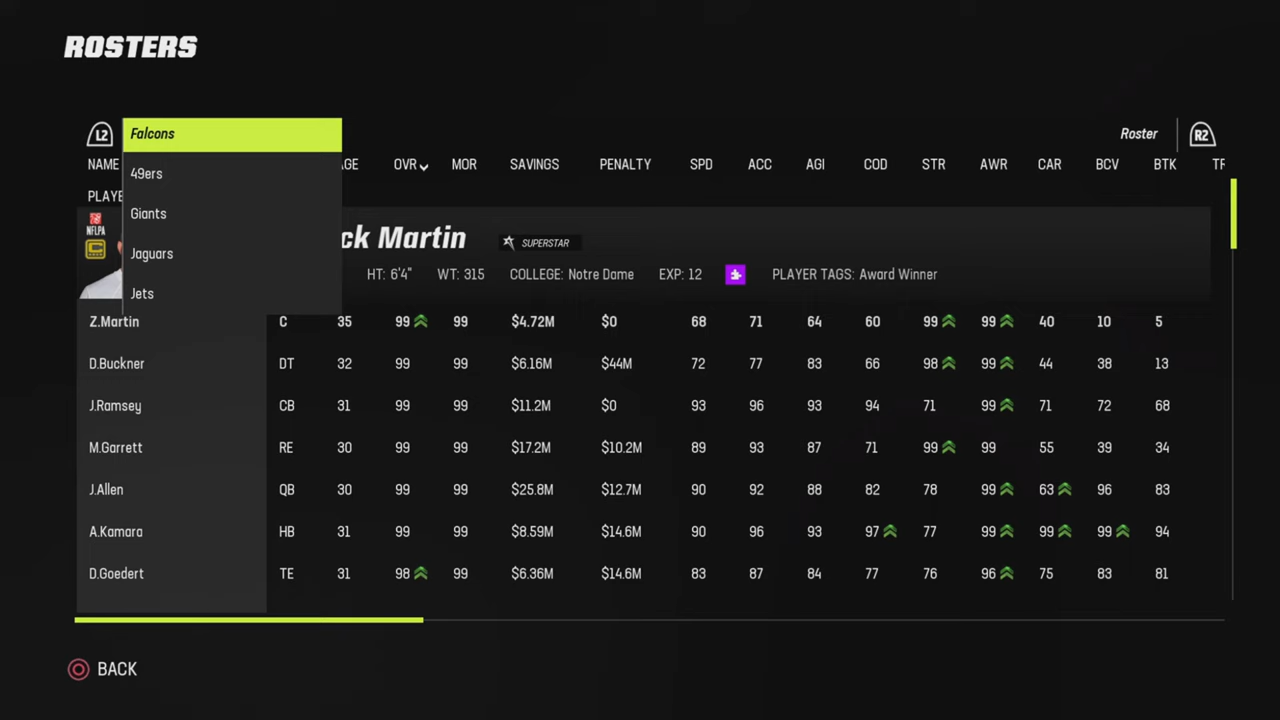 ROSTERS
L2 Falcons Roster R2
NAME AGE OVR MOR SAVINGS PENALTY SPD ACC AGI COD STR AWR CAR BCV BTK TF
49ers
PLAYE
Giants
NFLPA
C
ck Martin SUPERSTAR
Jaguars
HT: 6'4" WT: 315 COLLEGE: Notre Dame EXP: 12 PLAYER TAGS: Award Winner
Jets
Z.Martin C 35 99 99 $4.72M $0 68 71 64 60 99 99 40 10 5
D.Buckner DT 32 99 99 $6.16M $44M 72 77 83 66 98 99 44 38 13
J.Ramsey CB 31 99 99 $11.2M $0 93 96 93 94 71 99 71 72 68
M.Garrett RE 30 99 99 $17.2M $10.2M 89 93 87 71 99 99 55 39 34
J.Allen QB 30 99 99 $25.8M $12.7M 90 92 88 82 78 99 63 96 83
A.Kamara HB 31 99 99 $8.59M $14.6M 90 96 93 97 77 99 99 99 94
D.Goedert TE 31 98 99 $6.36M $14.6M 83 87 84 77 76 96 75 83 81
BACK